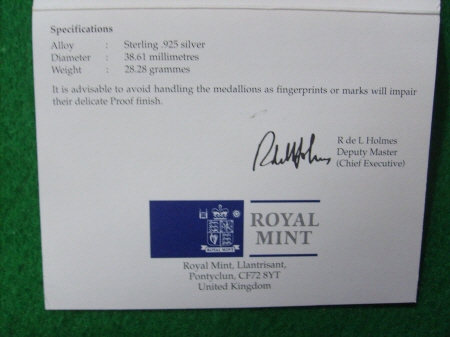 Specifications
Alloy : Sterling .925 silver
Diameter : 38.61 millimetres
Weight : 28.28 grammes
It is advisable to avoid handling the medallions as fingerprints or marks will impair
their delicate Proof finish.
R de L Holmes
Deputy Master
(Chief Executive)
ROYAL MINT
ROYAL
MINT
Royal Mint, Llantrisant,
Pontyclun, CF72 8YT
United Kingdom